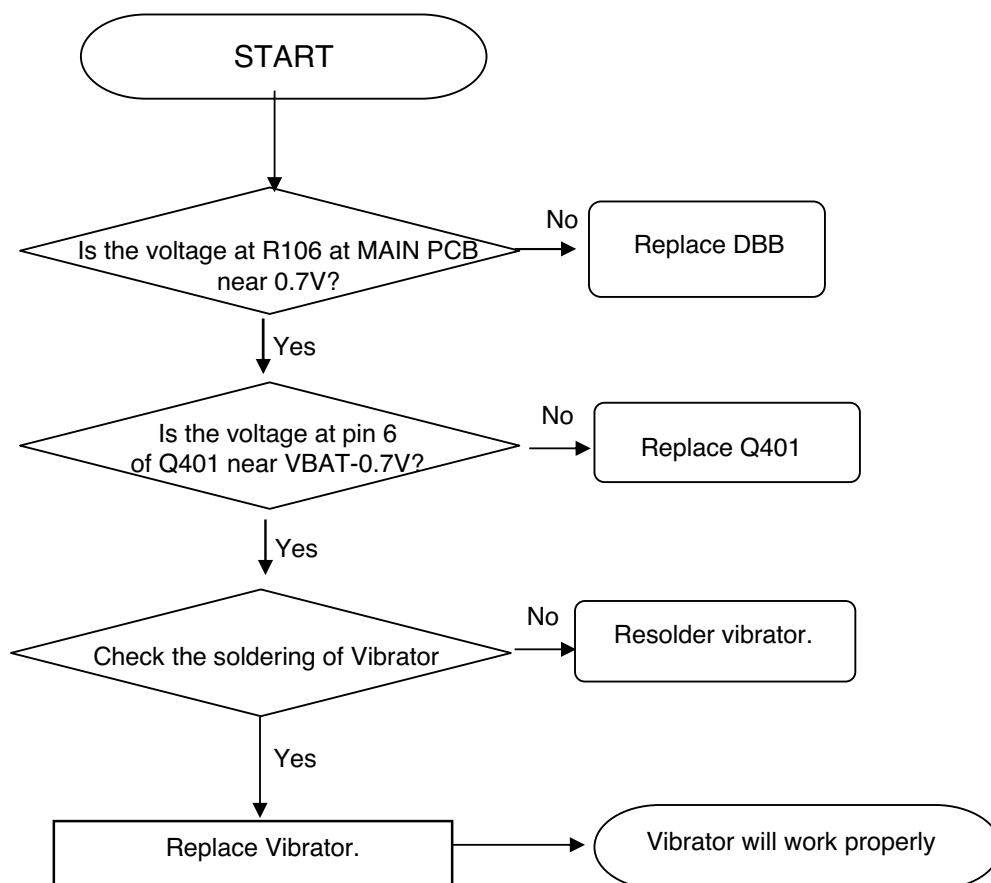 START
Is the voltage at R106 at MAIN PCB
near 0.7V?
No
Replace DBB
Yes
Is the voltage at pin 6
of Q401 near VBAT-0.7V?
No
Replace Q401
Yes
Check the soldering of Vibrator
No
Resolder vibrator.
Yes
Replace Vibrator.
Vibrator will work properly